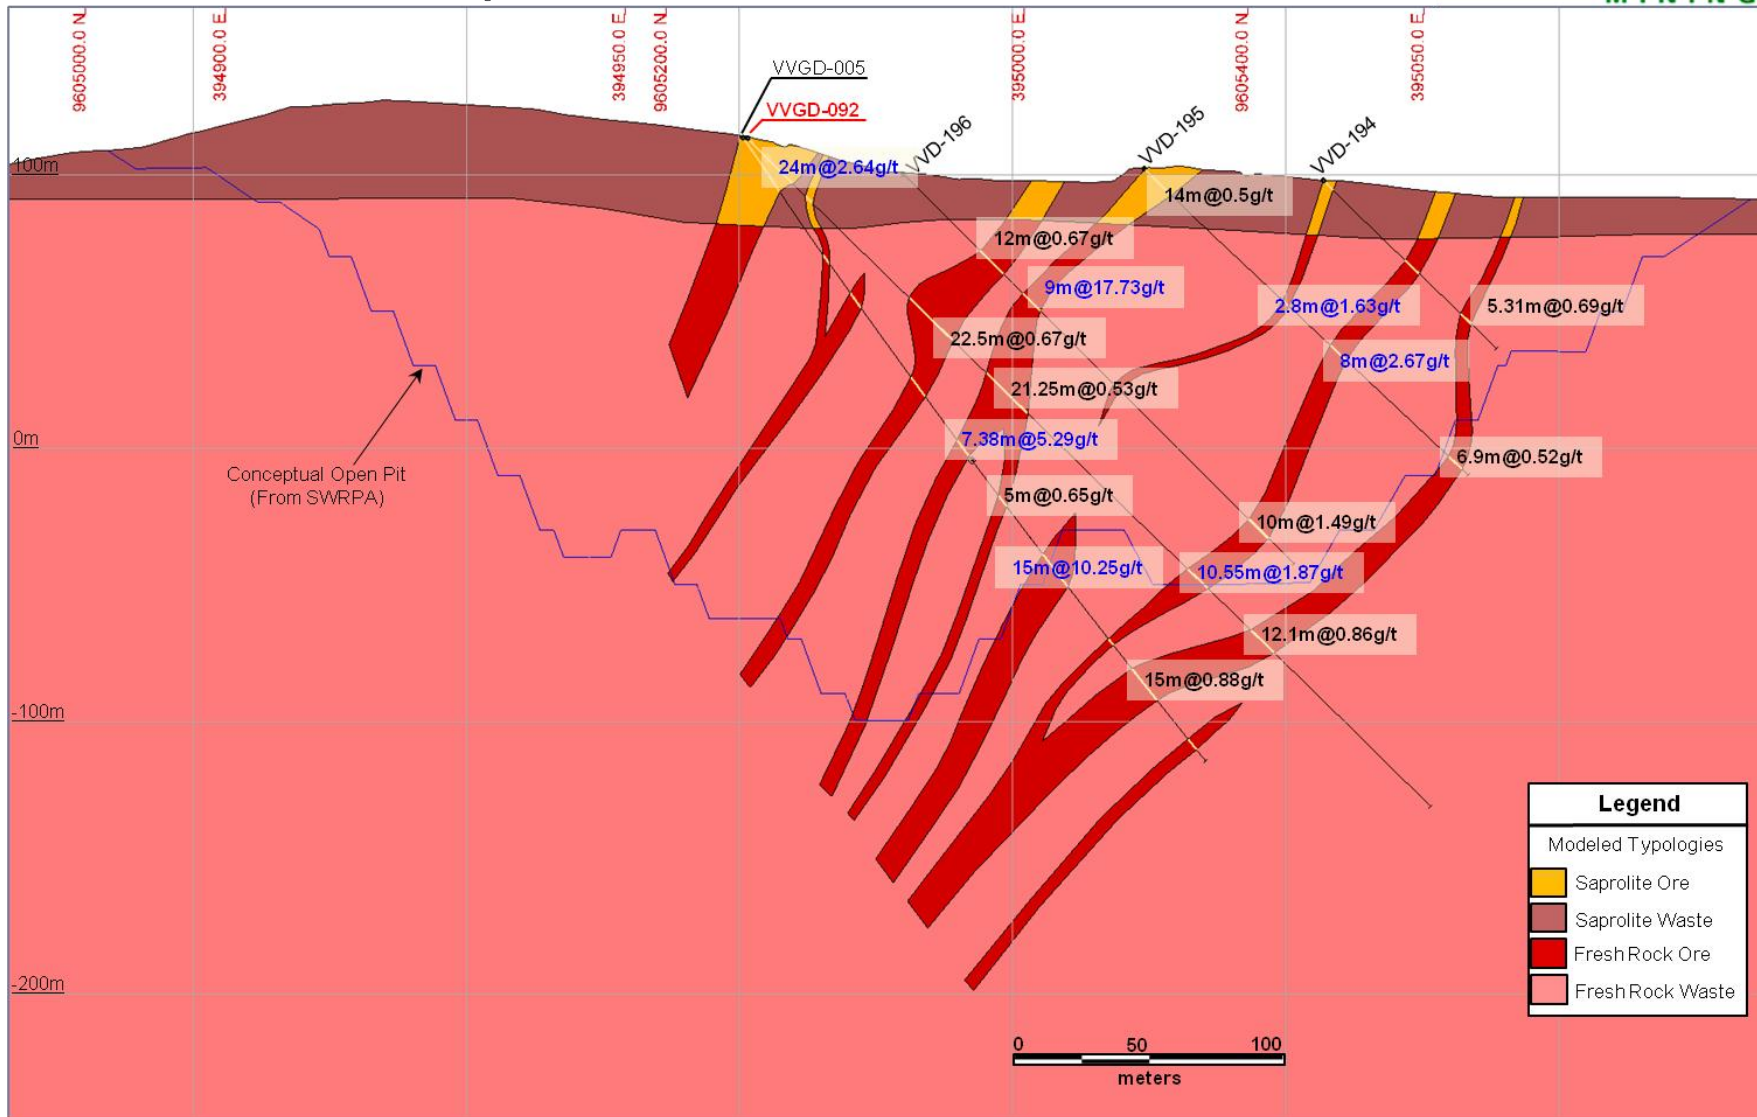 M I N I N G
9605000.0 N
394900.0 E
394950.0 E
9605200.0 N
395000.0 E
9605400.0 N
395050.0 E
VVGD-005
VVGD-092
VVD-196
VVD-195
VVD-194
100m
24m@2.64g/t
14m@0.5g/t
12m@0.67g/t
9m@17.73g/t
2.8m@1.63g/t
5.31m@0.69g/t
22.5m@0.67g/t
8m@2.67g/t
21.25m@0.53g/t
0m
7.38m@5.29g/t
6.9m@0.52g/t
Conceptual Open Pit
(From SWRPA)
5m@0.65g/t
10m@1.49g/t
15m@10.25g/t
10.55m@1.87g/t
12.1m@0.86g/t
15m@0.88g/t
-100m
-200m
Legend
Modeled Typologies
Saprolite Ore
Saprolite Waste
Fresh Rock Ore
Fresh Rock Waste
0 50 100
meters